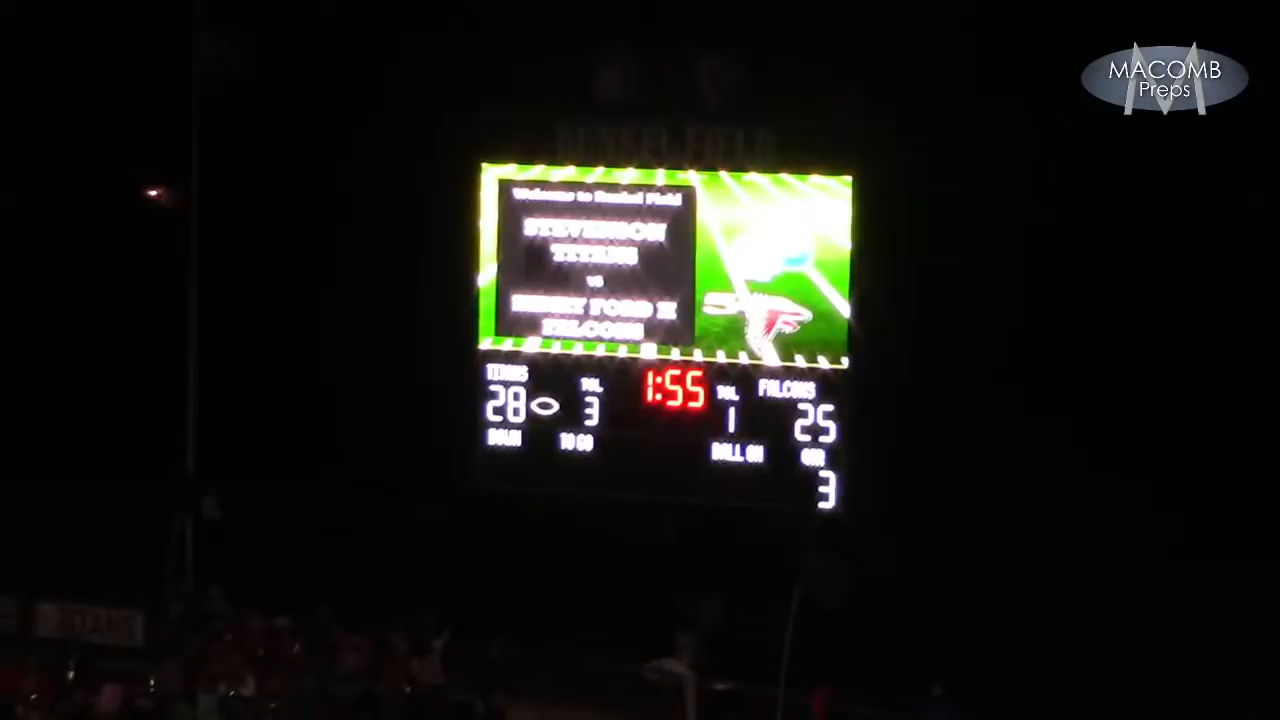 MACOMB
Preps
Welcome to Runkel Field
STEVENSON
TITANS
vs
HENRY FORD II
FALCONS
TITANS TOL 1:55 TOL FALCONS
28 3 1 25
DOWN TO GO BALL ON QTR
3